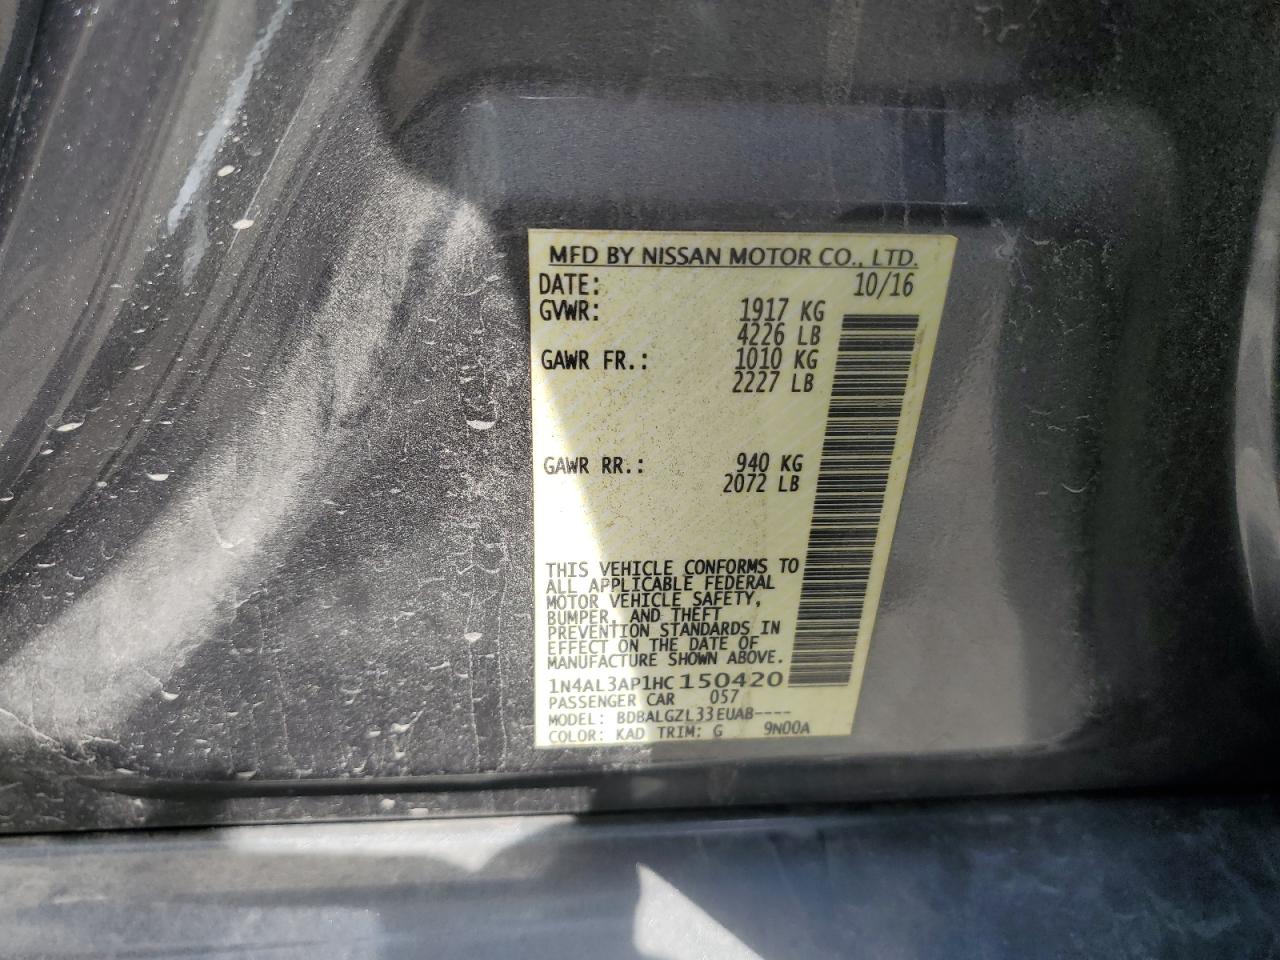 MFD BY NISSAN MOTOR CO., LTD.
DATE: 10/16
GVWR: 1917 KG
4226 LB
GAWR FR.: 1010 KG
2227 LB
GAWR RR.: 940 KG
2072 LB
THIS VEHICLE CONFORMS TO
ALL APPLICABLE FEDERAL
MOTOR VEHICLE SAFETY,
BUMPER, AND THEFT
PREVENTION STANDARDS IN
EFFECT ON THE DATE OF
MANUFACTURE SHOWN ABOVE.
1N4AL3AP1HC150420
PASSENGER CAR 057
MODEL: BDBALGZL33EUAB----
COLOR: KAD TRIM: G 9N00A